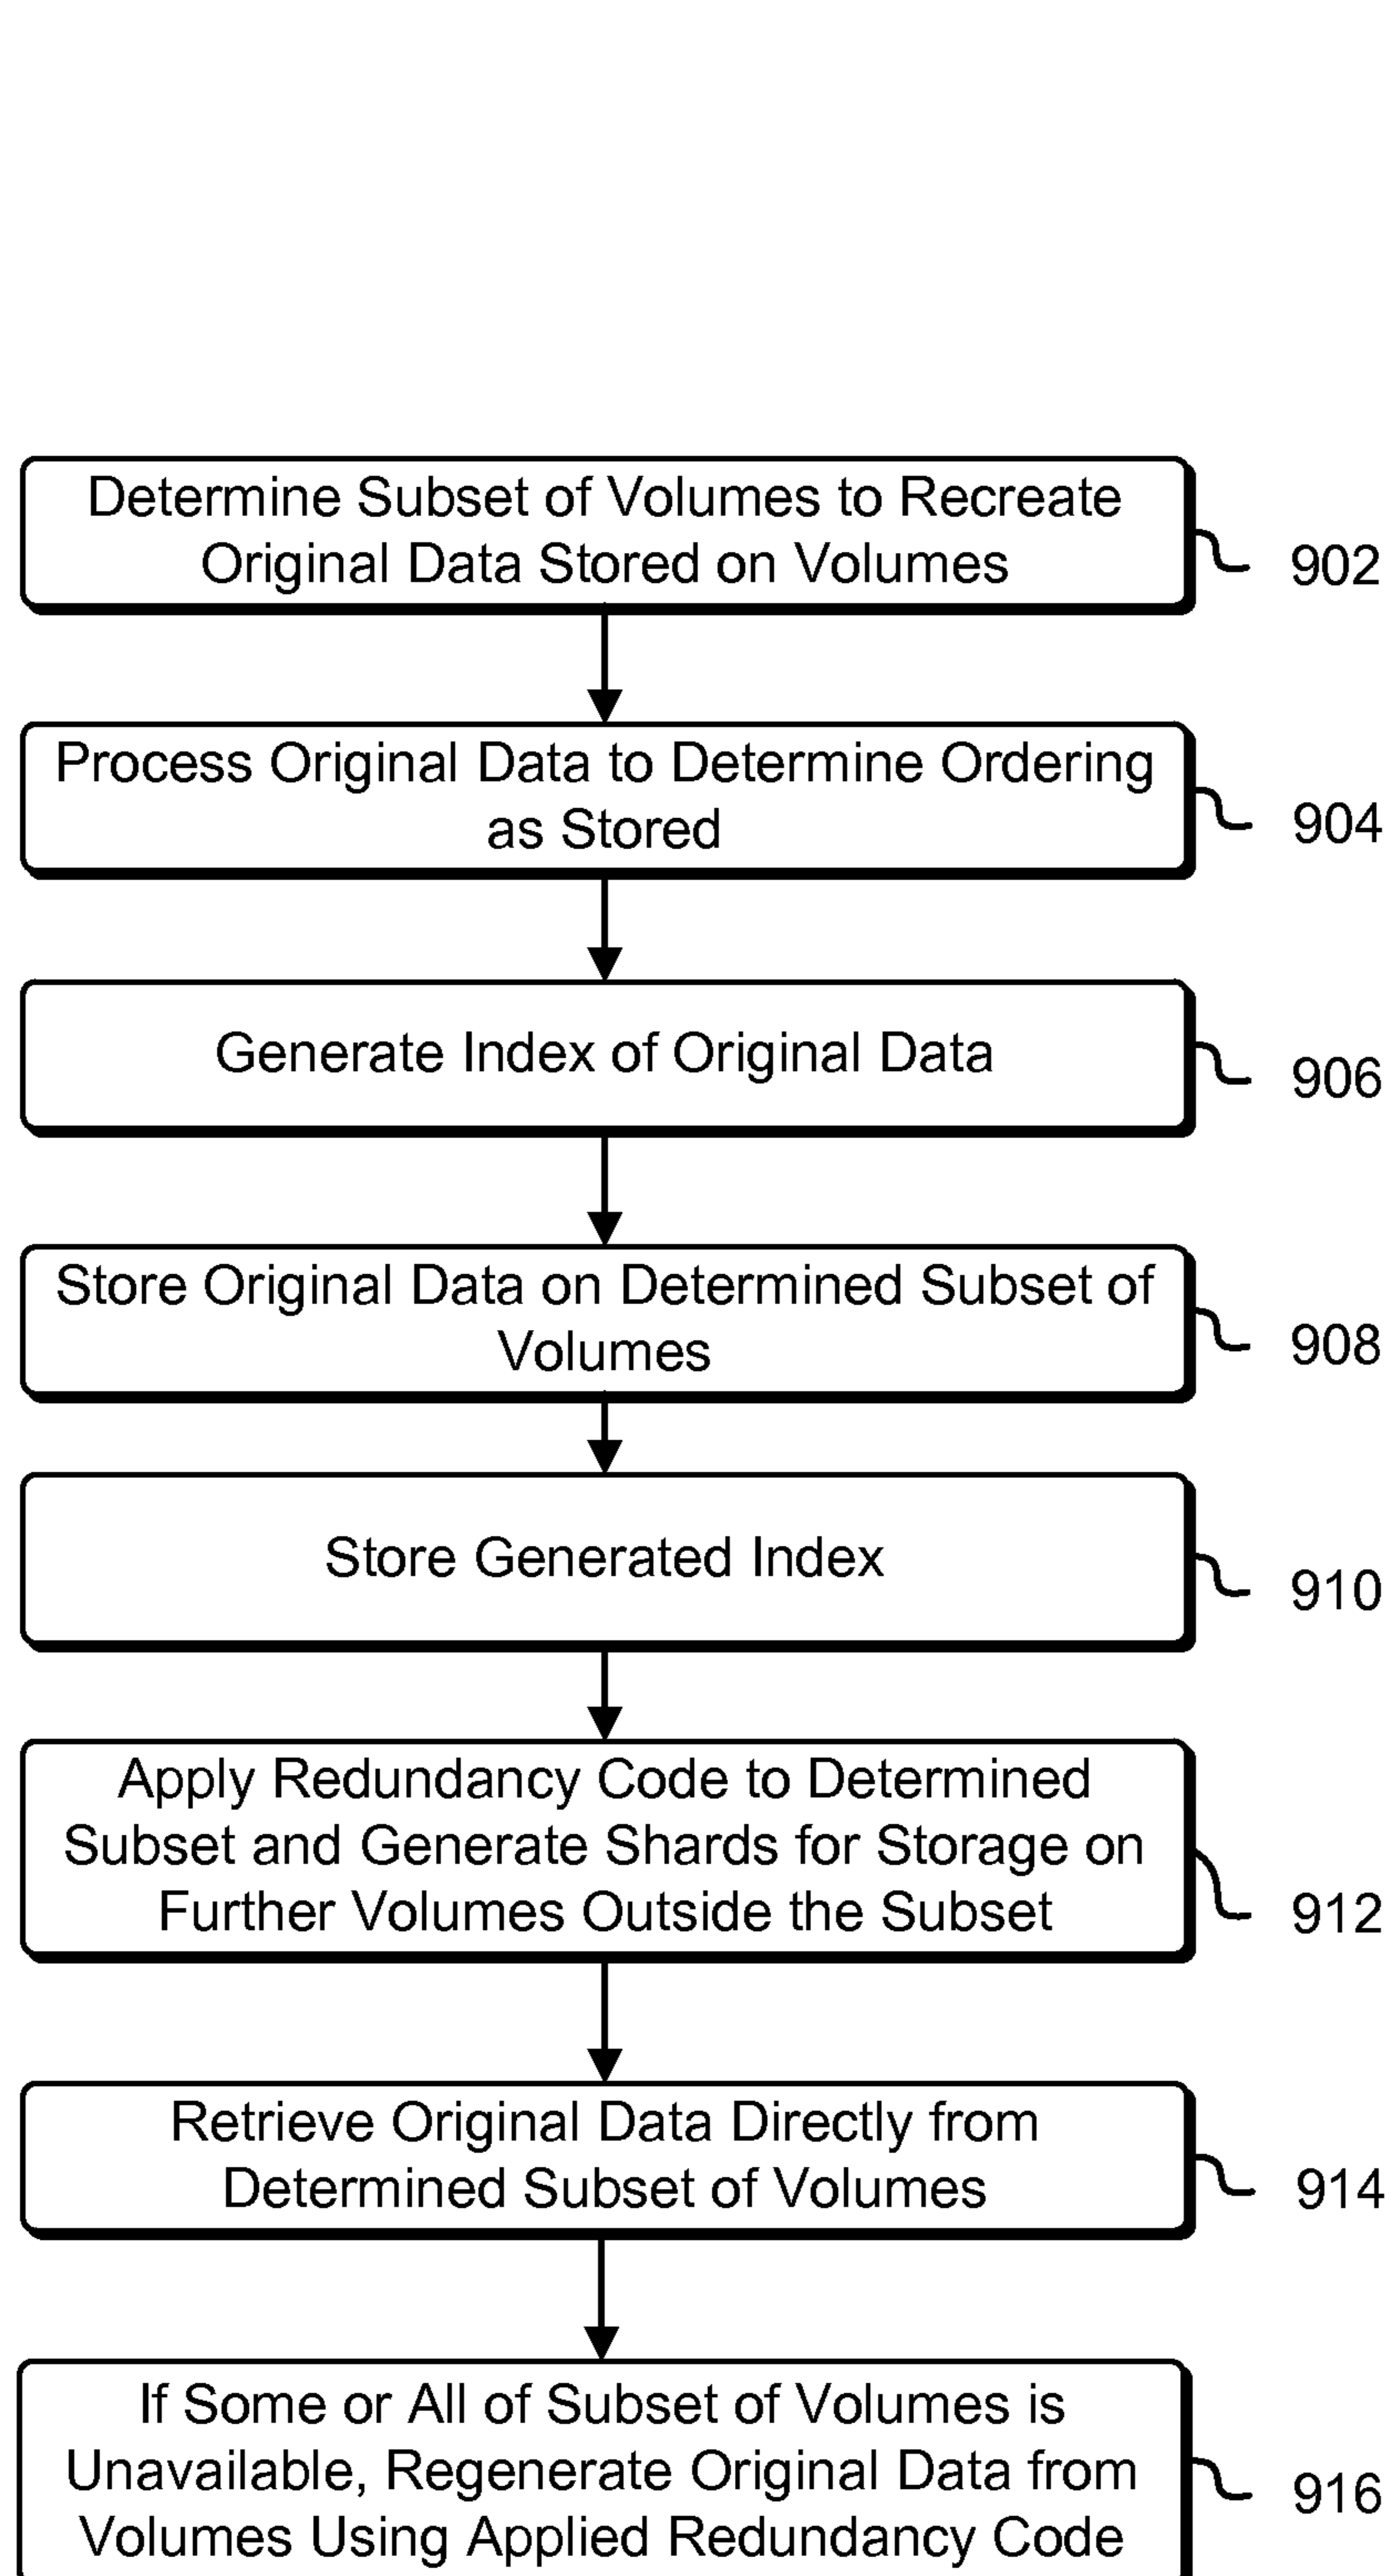 Determine Subset of Volumes to Recreate
Original Data Stored on Volumes
902
Process Original Data to Determine Ordering
as Stored
904
Generate Index of Original Data
906
Store Original Data on Determined Subset of
Volumes
908
Store Generated Index
910
Apply Redundancy Code to Determined
Subset and Generate Shards for Storage on
Further Volumes Outside the Subset
912
Retrieve Original Data Directly from
Determined Subset of Volumes
914
If Some or All of Subset of Volumes is
Unavailable, Regenerate Original Data from
Volumes Using Applied Redundancy Code
916